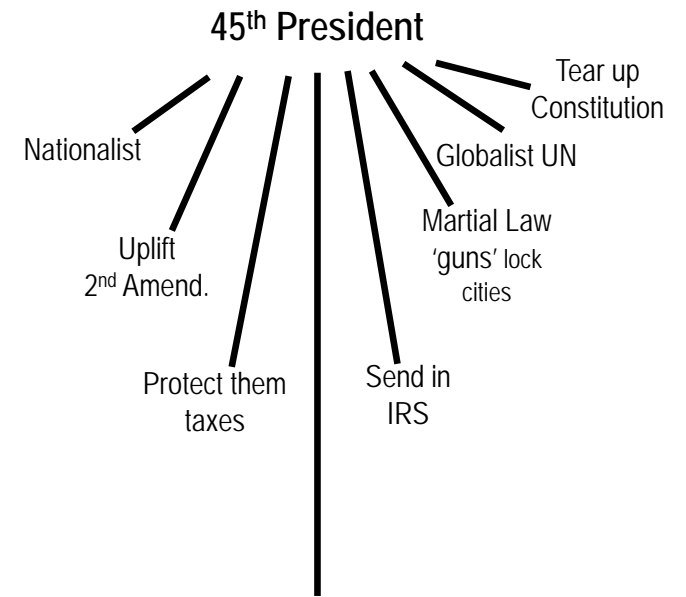 45th President
Nationalist
Uplift
2nd Amend.
Protect them
taxes
Send in
IRS
Martial Law
‘guns’ lock
cities
Globalist UN
Tear up
Constitution